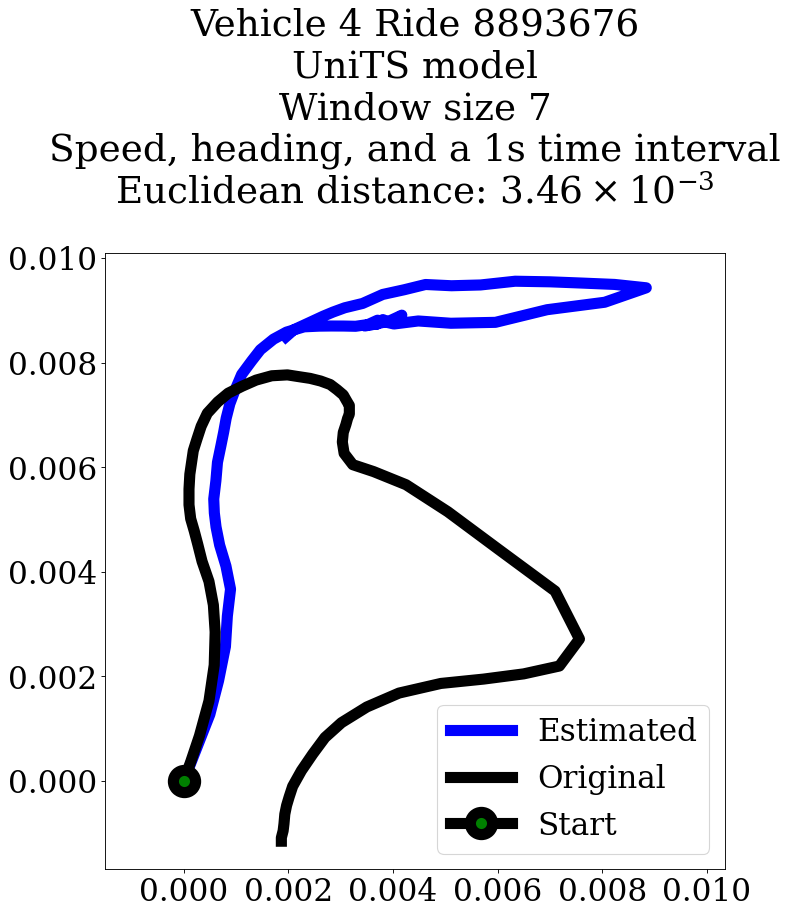 Vehicle 4 Ride 8893676
UniTS model
Window size 7
Speed, heading, and a 1s time interval
Euclidean distance: 3.46 × 10⁻³
0.010
0.008
0.006
0.004
0.002
0.000
Estimated
Original
Start
0.000 0.002 0.004 0.006 0.008 0.010